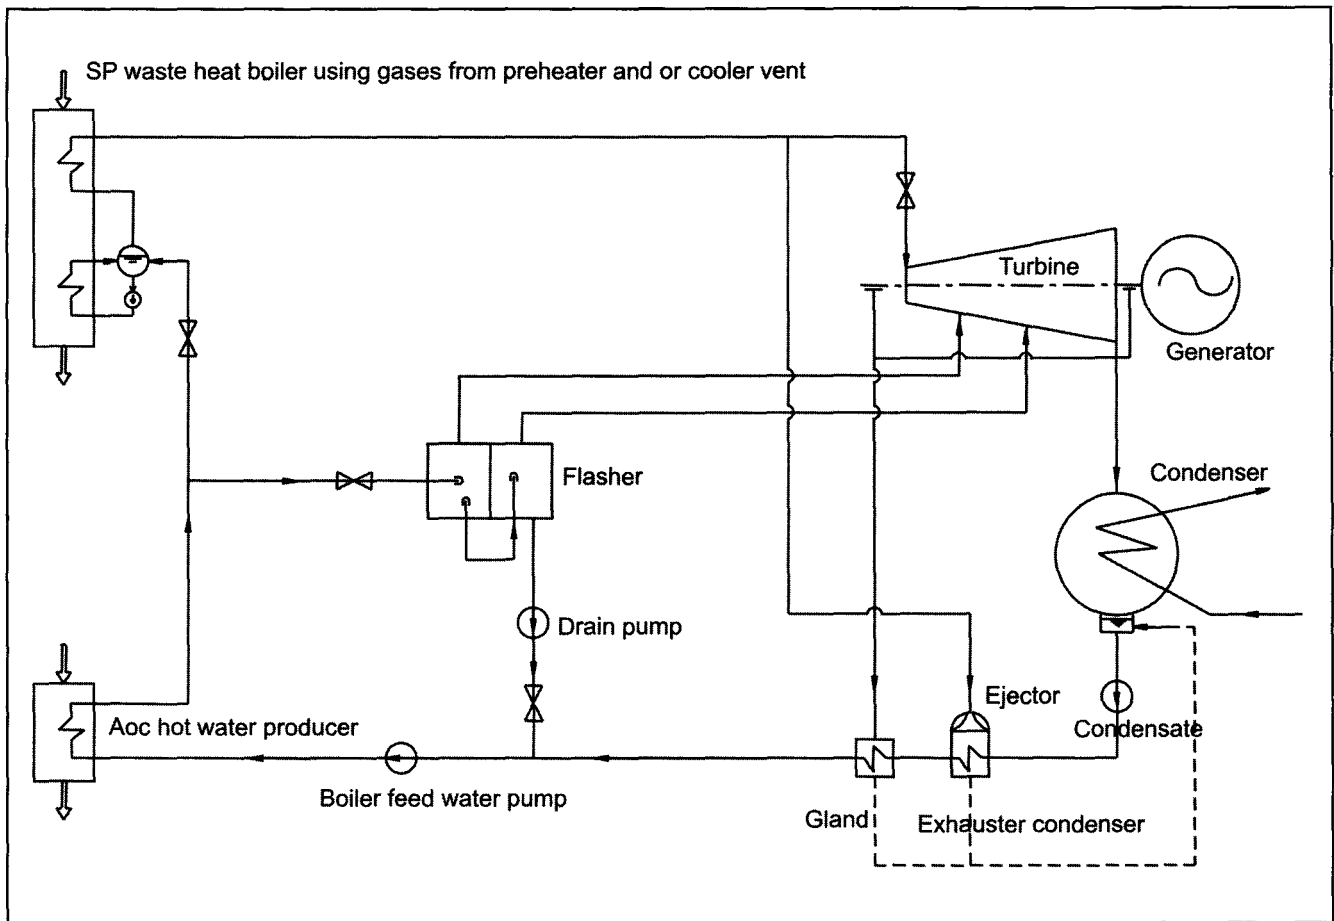 SP waste heat boiler using gases from preheater and or cooler vent
Turbine
Generator
Flasher
Condenser
Drain pump
Ejector
Aoc hot water producer
Condensate
Boiler feed water pump
Gland
Exhauster condenser